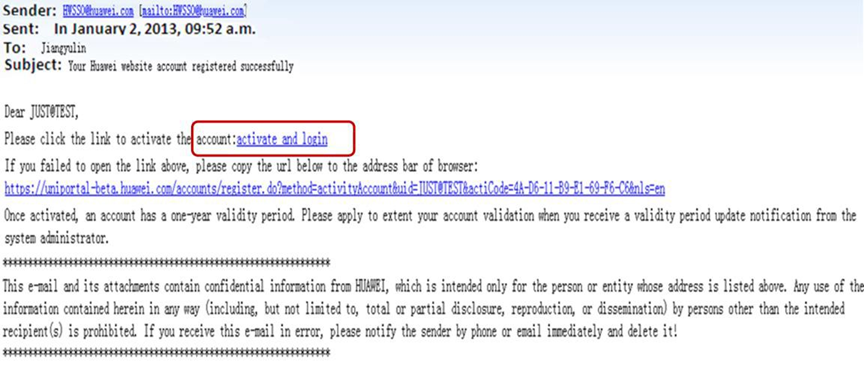 Sender: HWSSO@huawei.com [mailto:HWSSO@huawei.com]
Sent: In January 2, 2013, 09:52 a.m.
To: Jiangyulin
Subject: Your Huawei website account registered successfully
Dear JUST@TEST,
Please click the link to activate the account:activate and login
If you failed to open the link above, please copy the url below to the address bar of browser:
https://uniportal-beta.huawei.com/accounts/register.do?method=activityAccount&uid=JUST@TEST&actiCode=4A-D6-11-B9-E1-69-F6-C6&nls=en
Once activated, an account has a one-year validity period. Please apply to extent your account validation when you receive a validity period update notification from the
system administrator.
******************************************************************
This e-mail and its attachments contain confidential information from HUAWEI, which is intended only for the person or entity whose address is listed above. Any use of the
information contained herein in any way (including, but not limited to, total or partial disclosure, reproduction, or dissemination) by persons other than the intended
recipient(s) is prohibited. If you receive this e-mail in error, please notify the sender by phone or email immediately and delete it!
******************************************************************